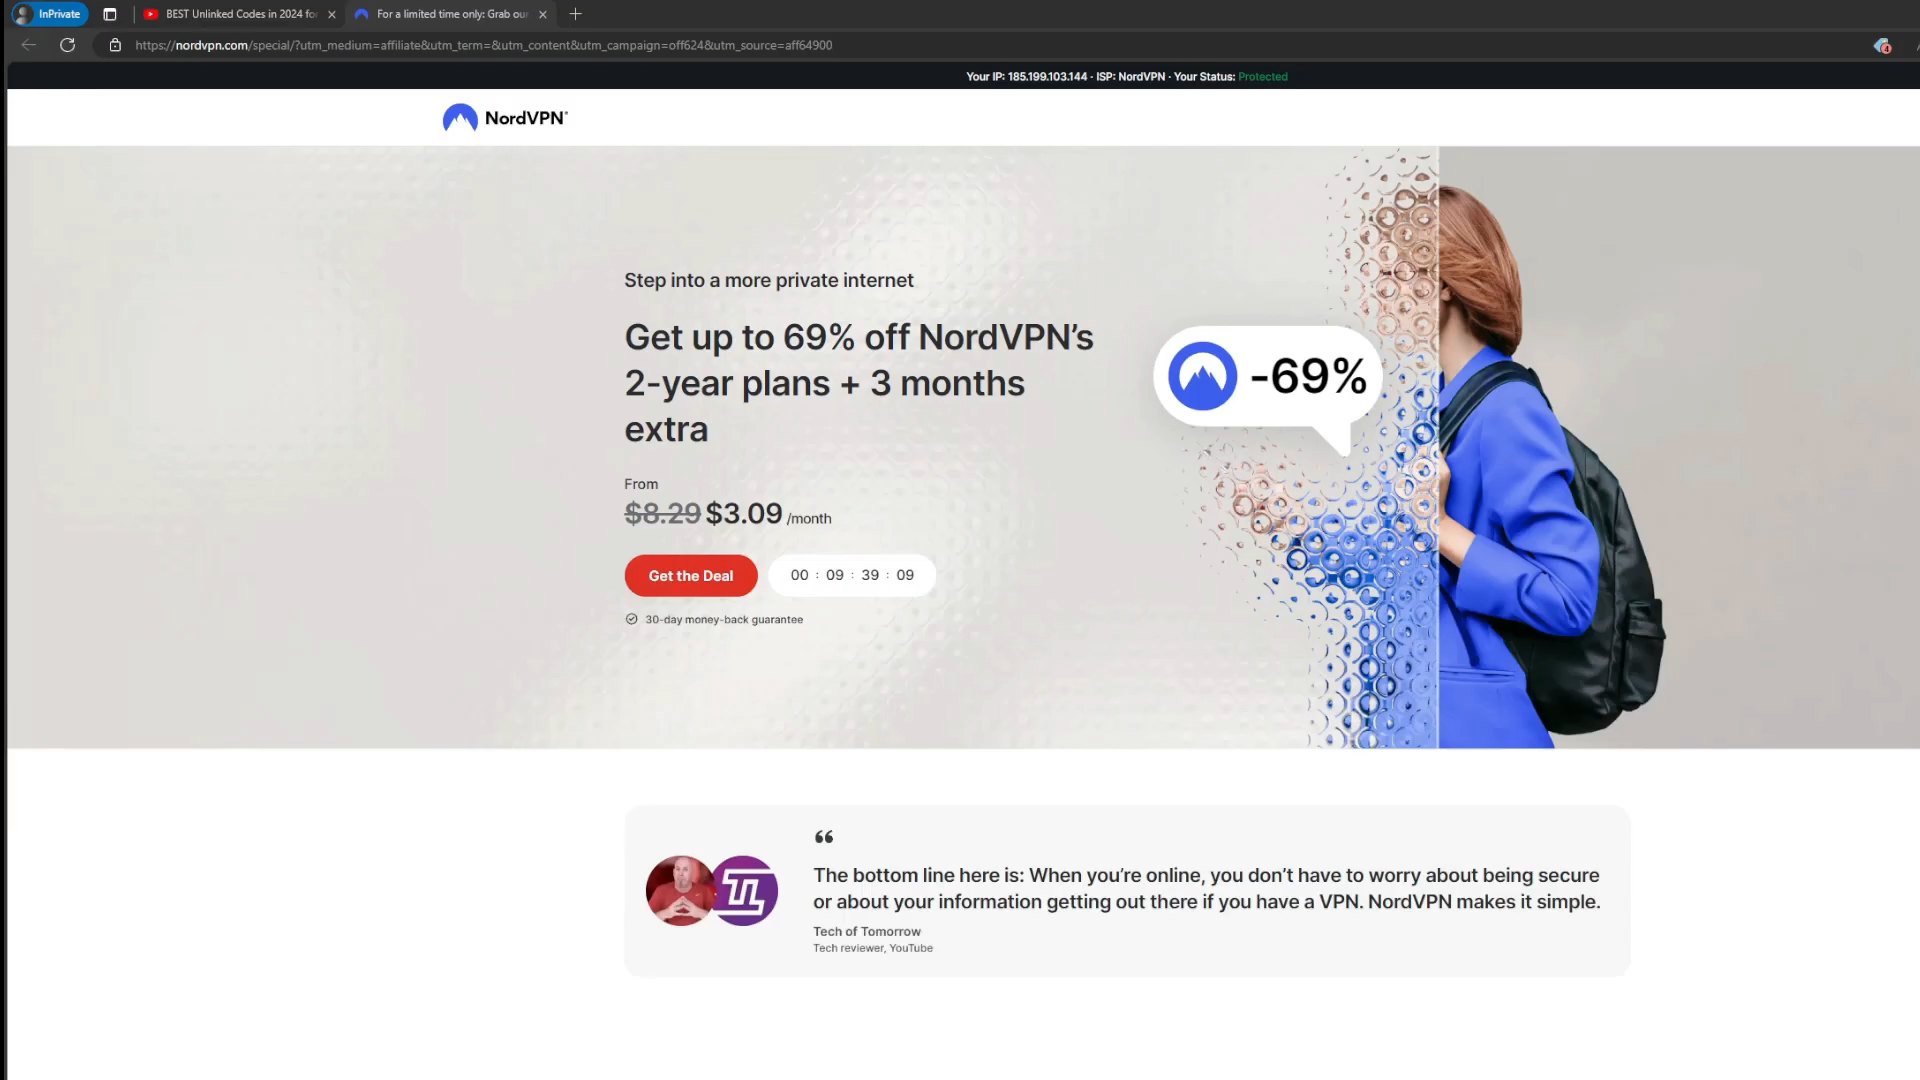 InPrivate
BEST Unlinked Codes in 2024 fo
For a limited time only: Grab our
https://nordvpn.com/special/?utm_medium=affiliate&utm_term=&utm_content&utm_campaign=off624&utm_source=aff64900
4
Your IP: 185.199.103.144 · ISP: NordVPN · Your Status: Protected
NordVPN®
Step into a more private internet
Get up to 69% off NordVPN’s
2-year plans + 3 months
extra
-69%
From
$8.29 $3.09 /month
Get the Deal
00 : 09 : 39 : 09
30-day money-back guarantee
“
The bottom line here is: When you’re online, you don’t have to worry about being secure
or about your information getting out there if you have a VPN. NordVPN makes it simple.
Tech of Tomorrow
Tech reviewer, YouTube